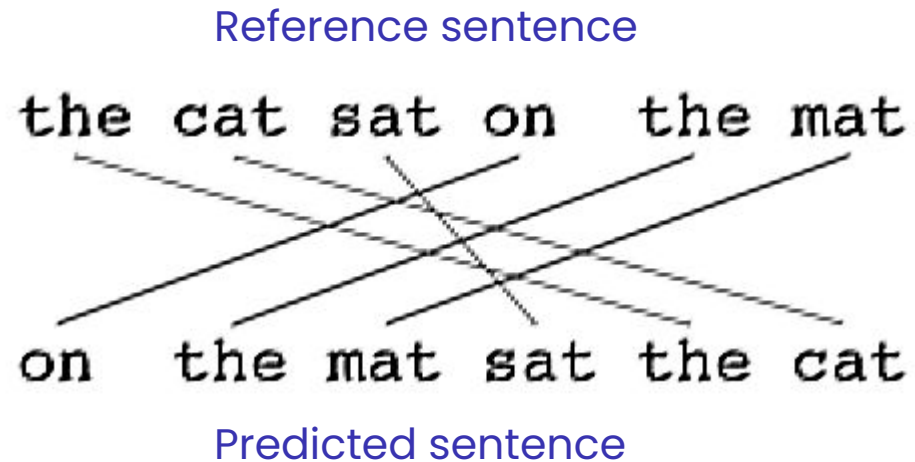 Reference sentence
the cat sat on the mat
on the mat sat the cat
Predicted sentence